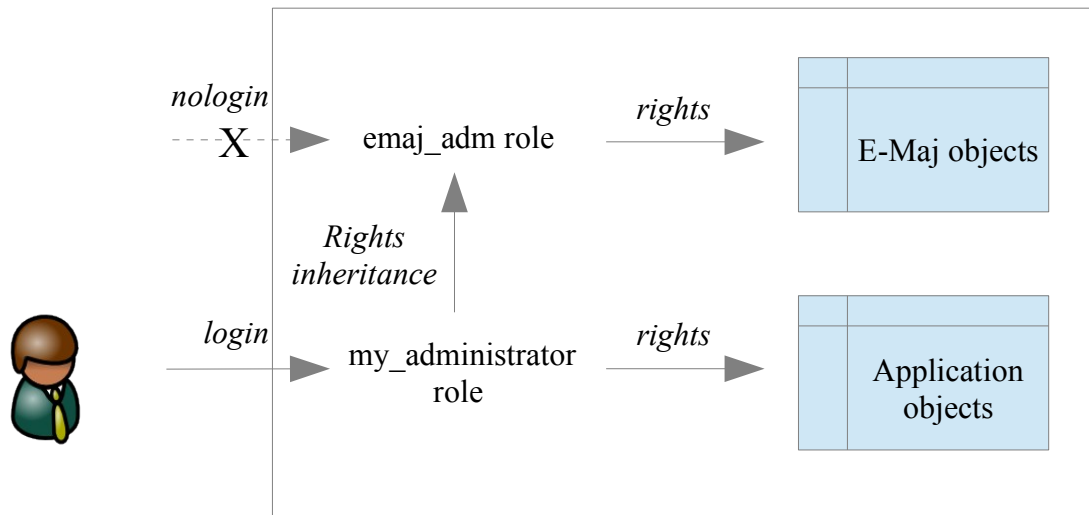 nologin
X
emaj_adm role
rights
E-Maj objects
Rights
inheritance
login
my_administrator
role
rights
Application
objects